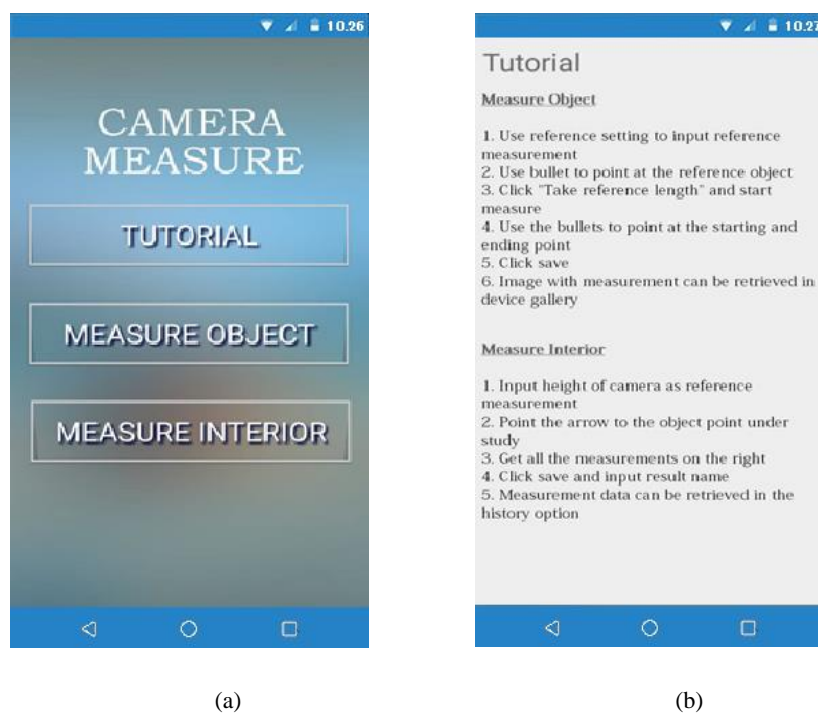 10.26
CAMERA
MEASURE
TUTORIAL
MEASURE OBJECT
MEASURE INTERIOR
(a)
10.27
Tutorial
Measure Object
1. Use reference setting to input reference
measurement
2. Use bullet to point at the reference object
3. Click "Take reference length" and start
measure
4. Use the bullets to point at the starting and
ending point
5. Click save
6. Image with measurement can be retrieved in
device gallery
Measure Interior
1. Input height of camera as reference
measurement
2. Point the arrow to the object point under
study
3. Get all the measurements on the right
4. Click save and input result name
5. Measurement data can be retrieved in the
history option
(b)